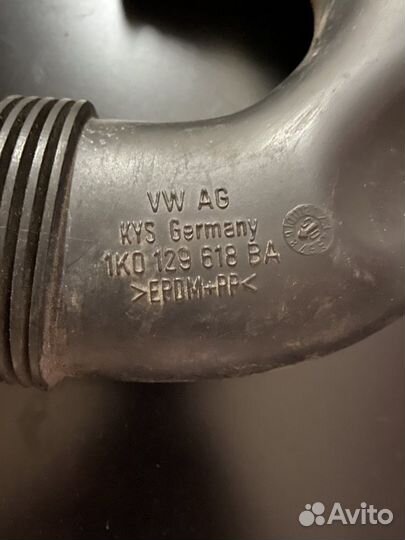 VW AG
KYS Germany
1K0 129 618 BA
>EPDM+PP<
Avito